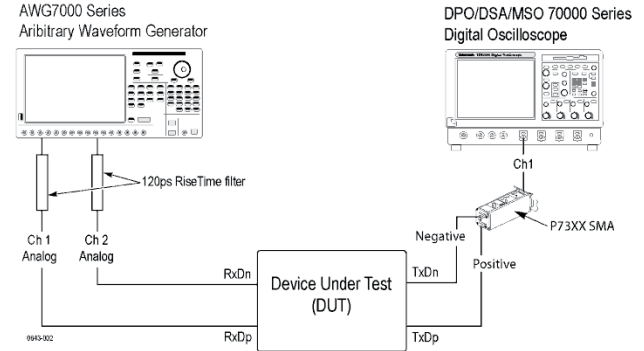 AWG7000 Series
Aribitrary Waveform Generator
DPO/DSA/MSO 70000 Series
Digital Oscilloscope
120ps RiseTime filter
Ch1
P73XX SMA
Ch 1
Analog
Ch 2
Analog
Negative
Positive
RxDn
Device Under Test
(DUT)
TxDn
RxDp
TxDp
0643-002